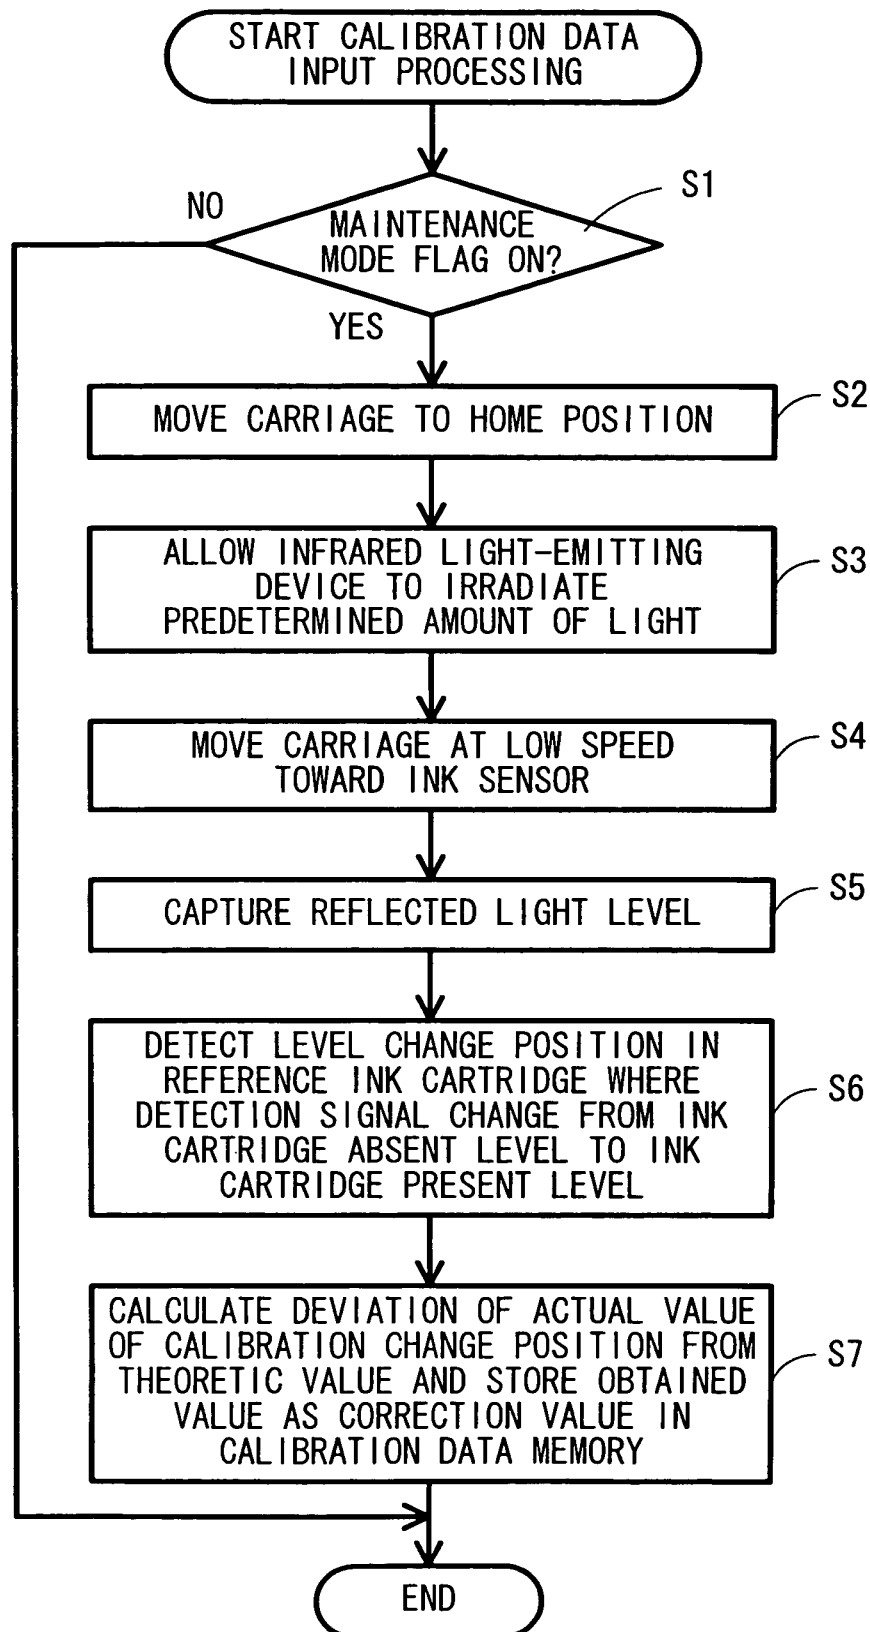 START CALIBRATION DATA
INPUT PROCESSING
S1
NO
MAINTENANCE
MODE FLAG ON?
YES
S2
MOVE CARRIAGE TO HOME POSITION
S3
ALLOW INFRARED LIGHT-EMITTING
DEVICE TO IRRADIATE
PREDETERMINED AMOUNT OF LIGHT
S4
MOVE CARRIAGE AT LOW SPEED
TOWARD INK SENSOR
S5
CAPTURE REFLECTED LIGHT LEVEL
S6
DETECT LEVEL CHANGE POSITION IN
REFERENCE INK CARTRIDGE WHERE
DETECTION SIGNAL CHANGE FROM INK
CARTRIDGE ABSENT LEVEL TO INK
CARTRIDGE PRESENT LEVEL
S7
CALCULATE DEVIATION OF ACTUAL VALUE
OF CALIBRATION CHANGE POSITION FROM
THEORETIC VALUE AND STORE OBTAINED
VALUE AS CORRECTION VALUE IN
CALIBRATION DATA MEMORY
END